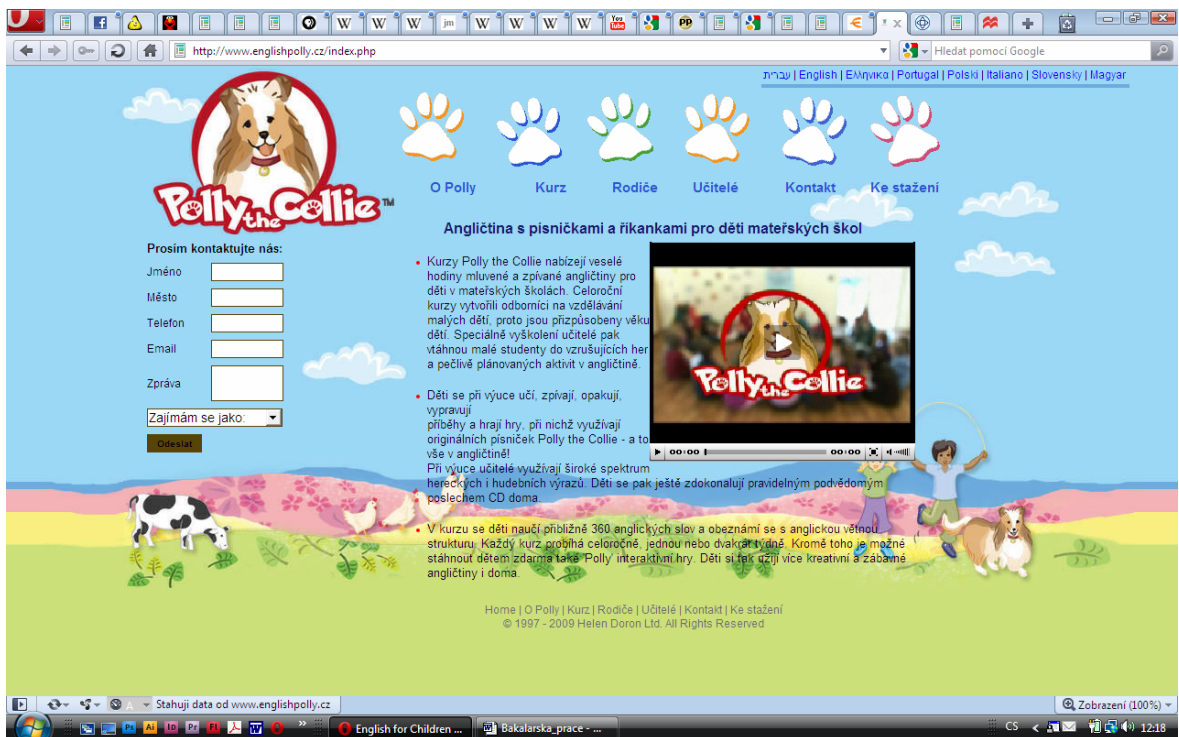 http://www.englishpolly.cz/index.php
Hledat pomocí Google
עברית | English | Ελληνικα | Portugal | Polski | Italiano | Slovensky | Magyar
Polly the Collie ™
O Polly Kurz Rodiče Učitelé Kontakt Ke stažení
Angličtina s pisničkami a říkankami pro děti mateřských škol
Prosím kontaktujte nás:
Jméno
Město
Telefon
Email
Zpráva
Zajímám se jako:
Odeslat
Kurzy Polly the Collie nabízejí veselé
hodiny mluvené a zpívané angličtiny pro
děti v mateřských školách. Celoroční
kurzy vytvořili odborníci na vzdělávání
malých dětí, proto jsou přizpůsobeny věku
dětí. Speciálně vyškolení učitelé pak
vtáhnou malé studenty do vzrušujících her
a pečlivě plánovaných aktivit v angličtině.
Děti se při výuce učí, zpívají, opakují,
vypravují
příběhy a hrají hry, při nichž využívají
originálních písniček Polly the Collie - a to
vše v angličtině!
Při výuce učitelé využívají široké spektrum
hereckých i hudebních výrazů. Děti se pak ještě zdokonalují pravidelným podvědomým
poslechem CD doma.
V kurzu se děti naučí přibližně 360 anglických slov a obeznámí se s anglickou větnou
strukturu. Každý kurz probíhá celoročně, jednou nebo dvakrát týdně. Kromě toho je možné
stáhnout dětem zdarma také 'Polly' interaktivní hry. Děti si tak užijí více kreativní a zábavné
angličtiny i doma.
Polly the Collie
00:00 00:00
Home | O Polly | Kurz | Rodiče | Učitelé | Kontakt | Ke stažení
© 1997 - 2009 Helen Doron Ltd. All Rights Reserved
Stahuji data od www.englishpolly.cz
Zobrazení (100%)
English for Children ...
Bakalarska_prace - ...
CS
12:18